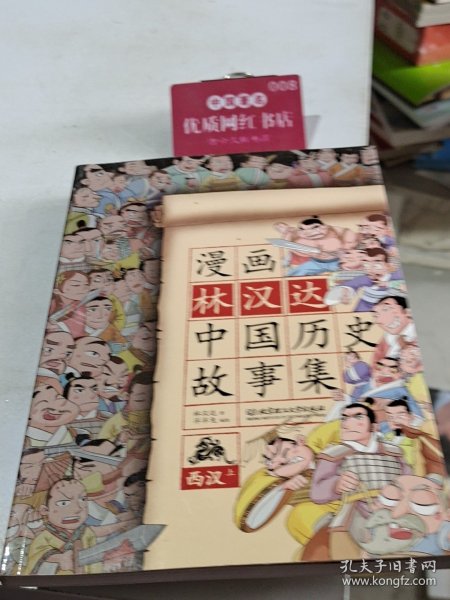 008
优质网红书店
漫画
林汉达
中国历史
故事集
西汉 上
孔夫子旧书网
www.kongfz.com